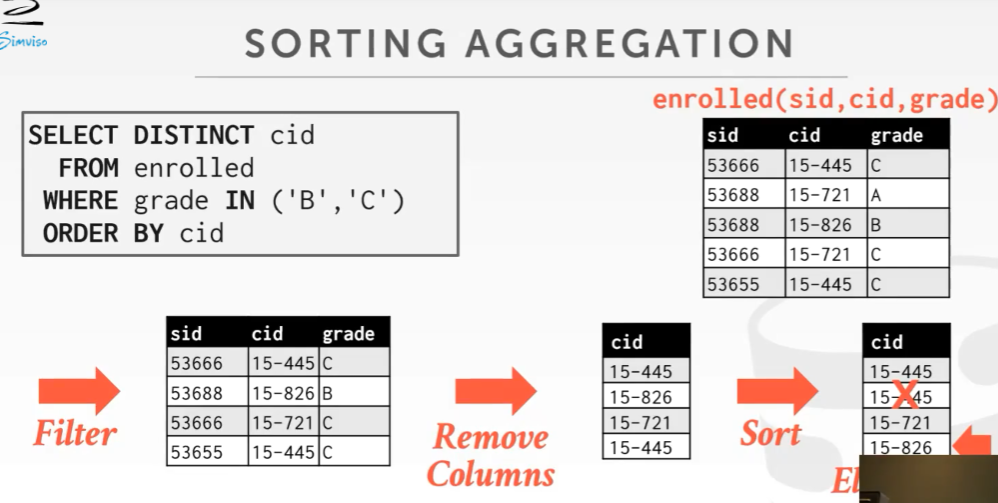 Simviso
SORTING AGGREGATION
enrolled(sid,cid,grade)
SELECT DISTINCT cid
FROM enrolled
WHERE grade IN ('B','C')
ORDER BY cid
sid cid grade
53666 15-445 C
53688 15-721 A
53688 15-826 B
53666 15-721 C
53655 15-445 C
Filter
sid cid grade
53666 15-445 C
53688 15-826 B
53666 15-721 C
53655 15-445 C
Remove
Columns
cid
15-445
15-826
15-721
15-445
Sort
cid
15-445
15-445
X
15-721
15-826